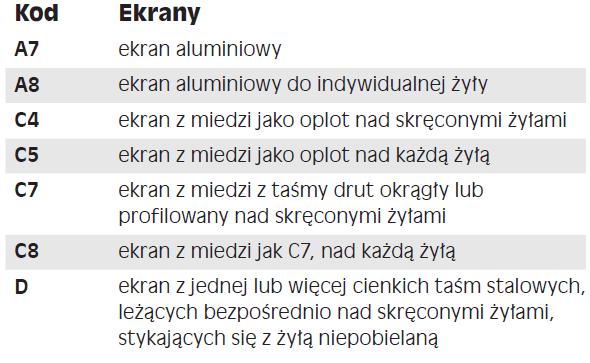 Kod Ekrany
A7 ekran aluminiowy
A8 ekran aluminiowy do indywidualnej żyły
C4 ekran z miedzi jako oplot nad skręconymi żyłami
C5 ekran z miedzi jako oplot nad każdą żyłą
C7 ekran z miedzi z taśmy drut okrągły lub
profilowany nad skręconymi żyłami
C8 ekran z miedzi jak C7, nad każdą żyłą
D ekran z jednej lub więcej cienkich taśm stalowych,
leżących bezpośrednio nad skręconymi żyłami,
stykających się z żyłą niepobielaną